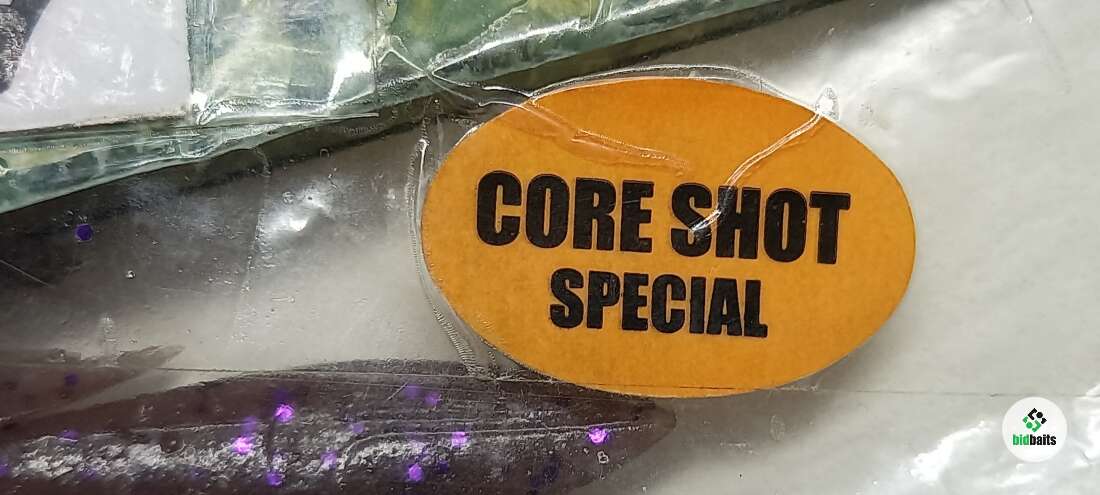 CORE SHOT
SPECIAL
bidbaits